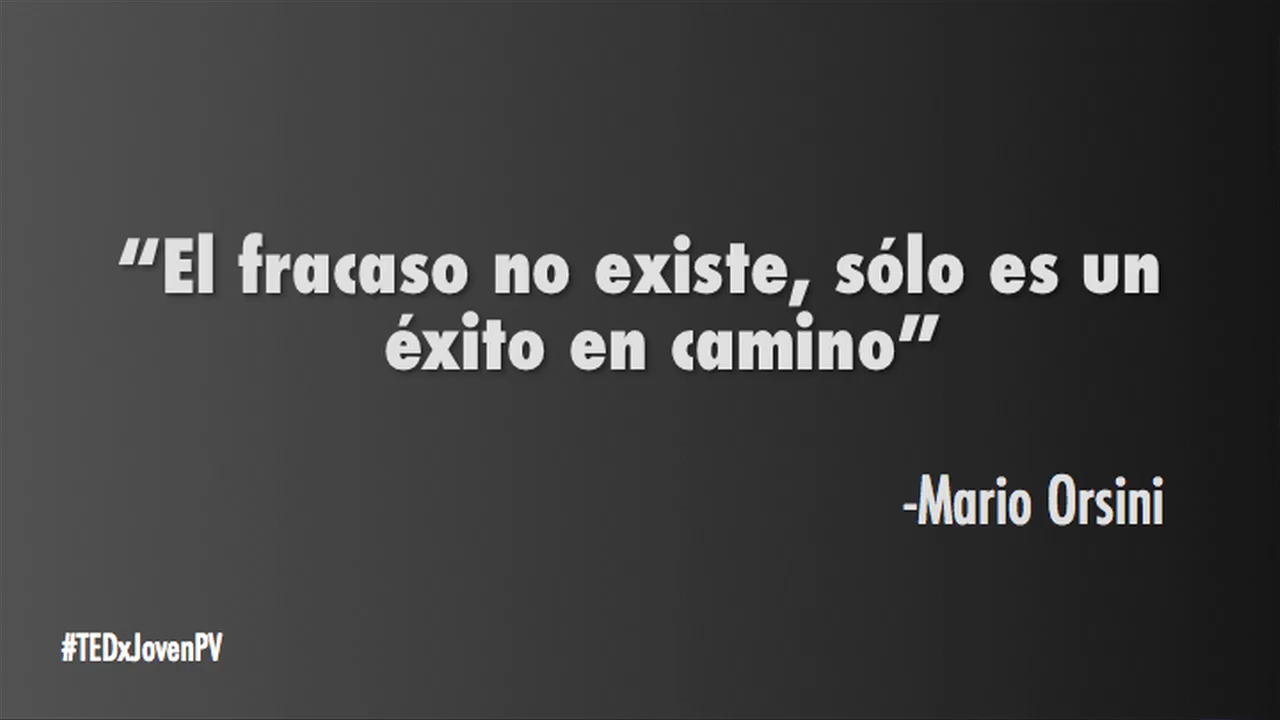 “El fracaso no existe, sólo es un
éxito en camino”
-Mario Orsini
#TEDxJovenPV